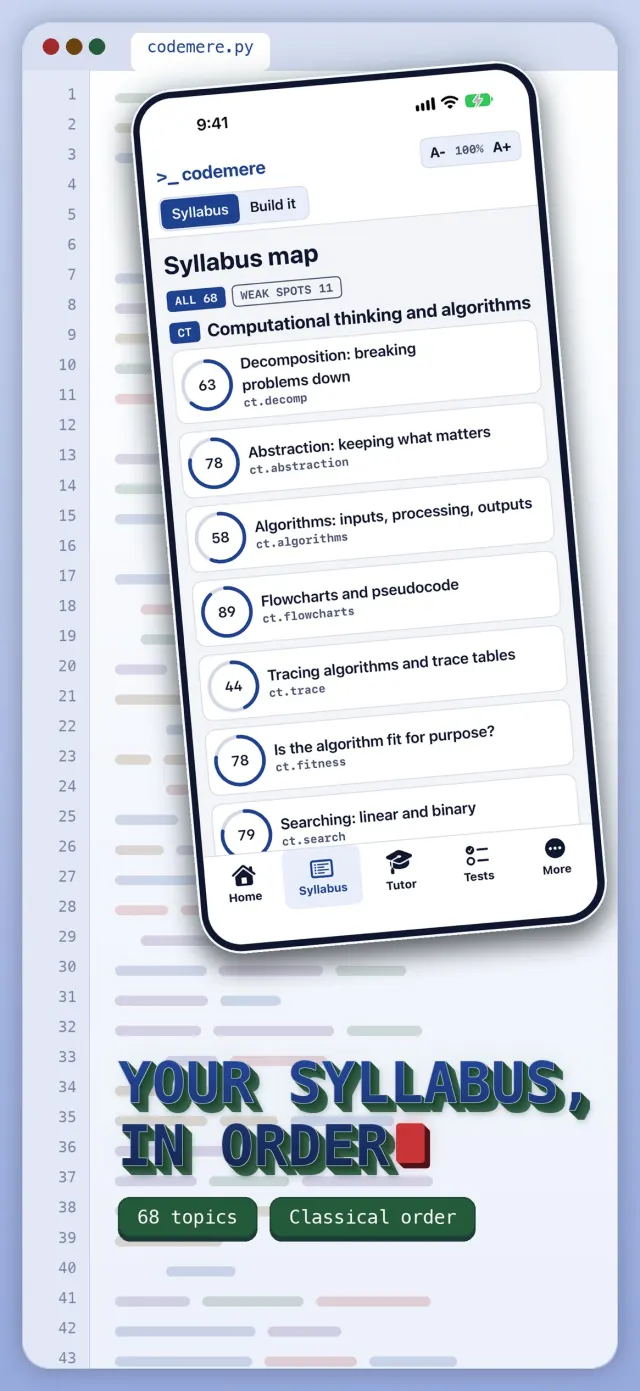 codemere.py
1
2
3
4
5
6
7
8
9
10
11
12
13
14
15
16
17
18
19
20
21
22
23
24
25
26
27
28
29
30
31
32
33
34
35
36
37
38
39
40
41
42
43
9:41
>_codemere
A- 100% A+
Syllabus Build it
Syllabus map
ALL 68 WEAK SPOTS 11
CT Computational thinking and algorithms
63
Decomposition: breaking
problems down
ct.decomp
78
Abstraction: keeping what matters
ct.abstraction
58
Algorithms: inputs, processing, outputs
ct.algorithms
89
Flowcharts and pseudocode
ct.flowcharts
44
Tracing algorithms and trace tables
ct.trace
78
Is the algorithm fit for purpose?
ct.fitness
79
Searching: linear and binary
ct.search
Home Syllabus Tutor Tests More
YOUR SYLLABUS,
IN ORDER
68 topics Classical order